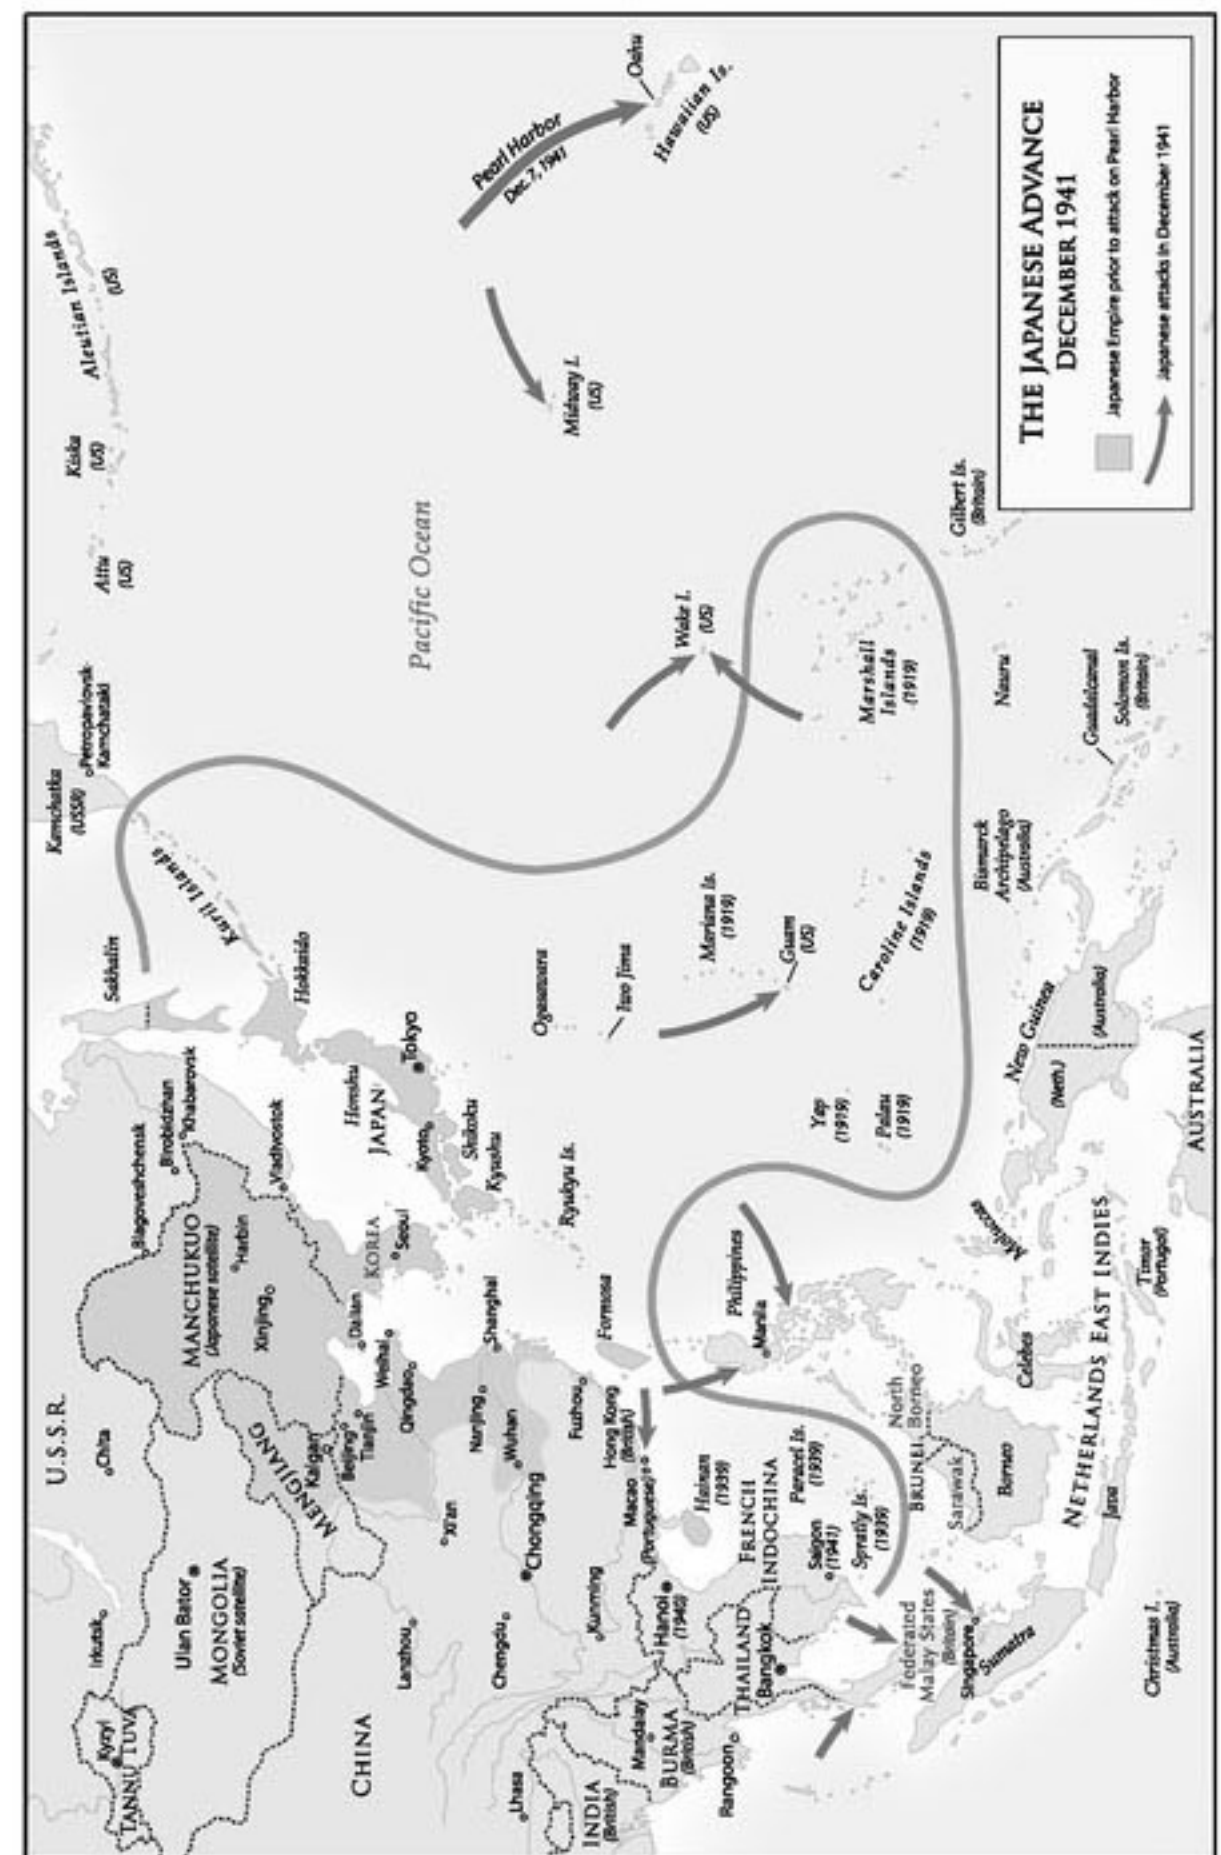 THE JAPANESE ADVANCE
DECEMBER 1941
Japanese Empire prior to attack on Pearl Harbor
Japanese attacks in December 1941
U.S.S.R.
Irkutsk
Chita
Kyzyl
TANNU TUVA
Ulan Bator
MONGOLIA
(Soviet satellite)
MANCHUKUO
(Japanese satellite)
Blagoveshchensk
Birobidzhan
Khabarovsk
Harbin
Xinjing
Vladivostok
MENGJIANG
Kalgan
Beijing
Tianjin
Dalian
Weihai
Qingdao
KOREA
Seoul
Sakhalin
Kamchatka
(USSR)
Petropavlovsk-
Kamchatski
Kuril Islands
Hokkaido
Honshu
JAPAN
Tokyo
Kyoto
Shikoku
Kyushu
Ryukyu Is.
Attu
(US)
Kiska
(US)
Aleutian Islands
(US)
Pacific Ocean
Pearl Harbor
Dec. 7, 1941
Oahu
Hawaiian Is.
(US)
Midway I.
(US)
Wake I.
(US)
CHINA
Lanzhou
Xi'an
Chengdu
Chongqing
Nanjing
Wuhan
Shanghai
Fuzhou
Kunming
Lhasa
Formosa
Hong Kong
(British)
Macao
(Portuguese)
Hainan
(1939)
Ogasawara
Iwo Jima
Mariana Is.
(1919)
Guam
(US)
Marshall
Islands
(1919)
Caroline Islands
(1919)
Yap
(1919)
Palau
(1919)
Gilbert Is.
(Britain)
Nauru
Guadalcanal
Solomon Is.
(Britain)
Bismarck
Archipelago
(Australia)
New Guinea
(Neth.)
(Australia)
AUSTRALIA
INDIA
(British)
BURMA
(British)
Mandalay
Rangoon
THAILAND
Bangkok
Hanoi
(1940)
FRENCH
INDOCHINA
Saigon
(1941)
Paracel Is.
(1939)
Spratly Is.
(1939)
Philippines
Manila
Federated
Malay States
(Britain)
Singapore
Sumatra
BRUNEI
North
Borneo
Sarawak
Borneo
Celebes
Moluccas
NETHERLANDS EAST INDIES
Java
Timor
(Portugal)
Christmas I.
(Australia)